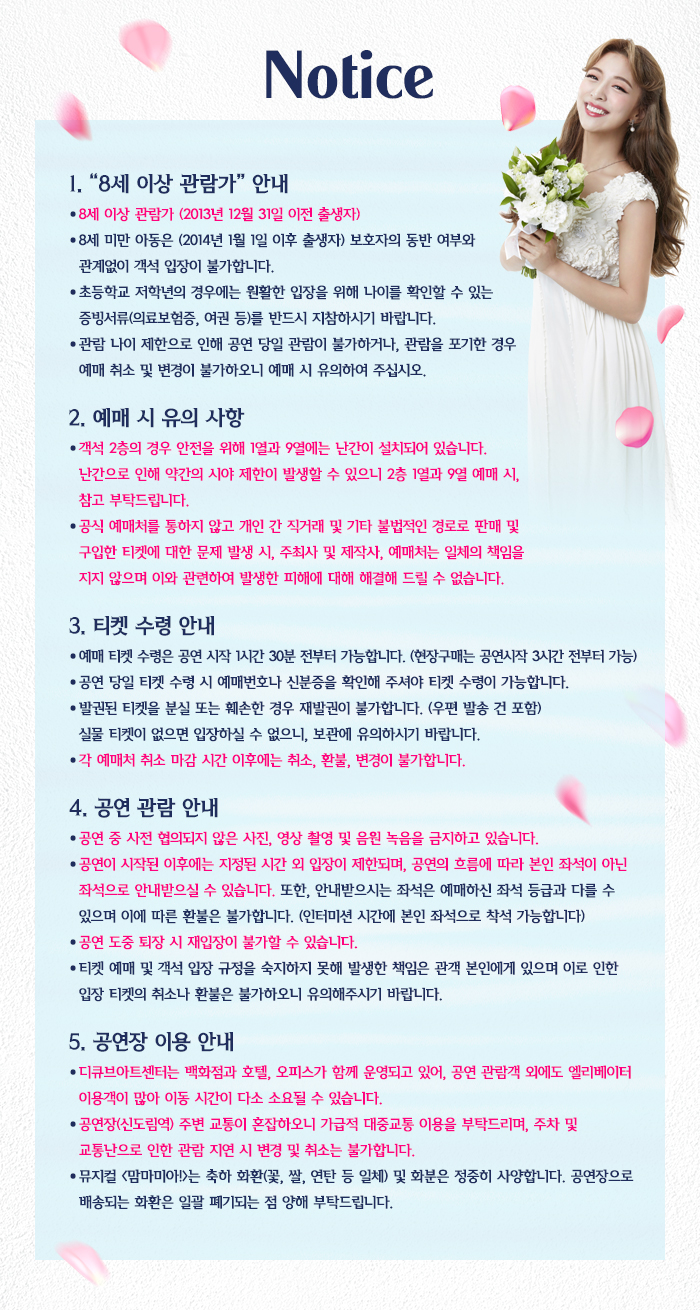 Notice
1. “8세 이상 관람가” 안내
•8세 이상 관람가 (2013년 12월 31일 이전 출생자)
•8세 미만 아동은 (2014년 1월 1일 이후 출생자) 보호자의 동반 여부와
관계없이 객석 입장이 불가합니다.
•초등학교 저학년의 경우에는 원활한 입장을 위해 나이를 확인할 수 있는
증빙서류(의료보험증, 여권 등)를 반드시 지참하시기 바랍니다.
•관람 나이 제한으로 인해 공연 당일 관람이 불가하거나, 관람을 포기한 경우
예매 취소 및 변경이 불가하오니 예매 시 유의하여 주십시오.
2. 예매 시 유의 사항
•객석 2층의 경우 안전을 위해 1열과 9열에는 난간이 설치되어 있습니다.
난간으로 인해 약간의 시야 제한이 발생할 수 있으니 2층 1열과 9열 예매 시,
참고 부탁드립니다.
•공식 예매처를 통하지 않고 개인 간 직거래 및 기타 불법적인 경로로 판매 및
구입한 티켓에 대한 문제 발생 시, 주최사 및 제작사, 예매처는 일체의 책임을
지지 않으며 이와 관련하여 발생한 피해에 대해 해결해 드릴 수 없습니다.
3. 티켓 수령 안내
•예매 티켓 수령은 공연 시작 1시간 30분 전부터 가능합니다. (현장구매는 공연시작 3시간 전부터 가능)
•공연 당일 티켓 수령 시 예매번호나 신분증을 확인해 주셔야 티켓 수령이 가능합니다.
•발권된 티켓을 분실 또는 훼손한 경우 재발권이 불가합니다. (우편 발송 건 포함)
실물 티켓이 없으면 입장하실 수 없으니, 보관에 유의하시기 바랍니다.
•각 예매처 취소 마감 시간 이후에는 취소, 환불, 변경이 불가합니다.
4. 공연 관람 안내
•공연 중 사전 협의되지 않은 사진, 영상 촬영 및 음원 녹음을 금지하고 있습니다.
•공연이 시작된 이후에는 지정된 시간 외 입장이 제한되며, 공연의 흐름에 따라 본인 좌석이 아닌
좌석으로 안내받으실 수 있습니다. 또한, 안내받으시는 좌석은 예매하신 좌석 등급과 다를 수
있으며 이에 따른 환불은 불가합니다. (인터미션 시간에 본인 좌석으로 착석 가능합니다)
•공연 도중 퇴장 시 재입장이 불가할 수 있습니다.
•티켓 예매 및 객석 입장 규정을 숙지하지 못해 발생한 책임은 관객 본인에게 있으며 이로 인한
입장 티켓의 취소나 환불은 불가하오니 유의해주시기 바랍니다.
5. 공연장 이용 안내
•디큐브아트센터는 백화점과 호텔, 오피스가 함께 운영되고 있어, 공연 관람객 외에도 엘리베이터
이용객이 많아 이동 시간이 다소 소요될 수 있습니다.
•공연장(신도림역) 주변 교통이 혼잡하오니 가급적 대중교통 이용을 부탁드리며, 주차 및
교통난으로 인한 관람 지연 시 변경 및 취소는 불가합니다.
•뮤지컬 <맘마미아!>는 축하 화환(꽃, 쌀, 연탄 등 일체) 및 화분은 정중히 사양합니다. 공연장으로
배송되는 화환은 일괄 폐기되는 점 양해 부탁드립니다.